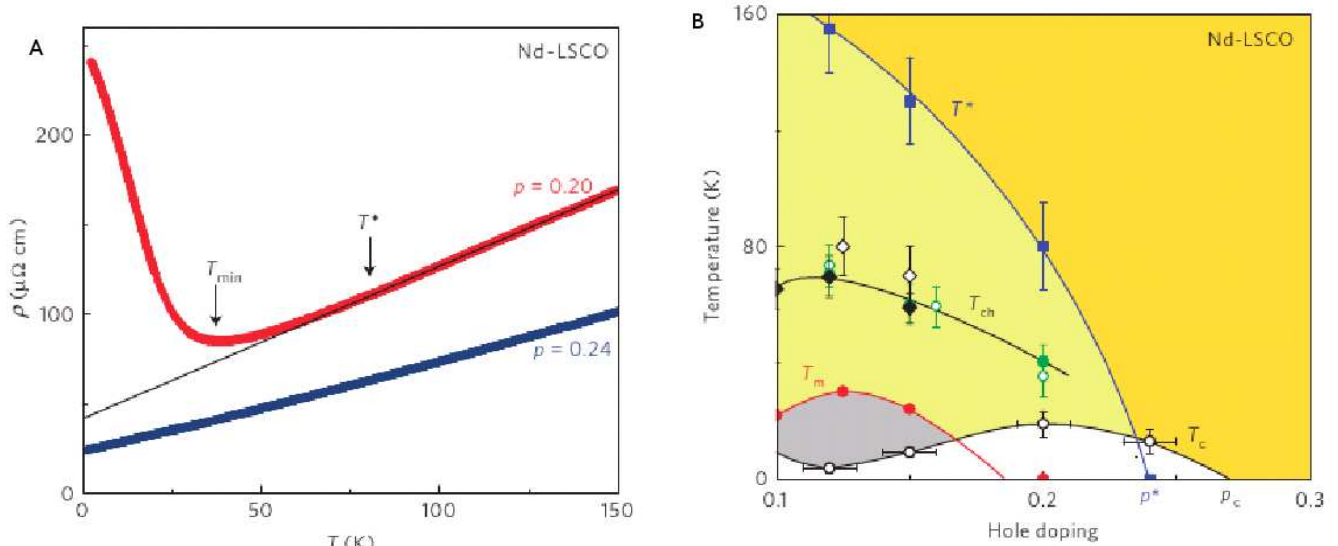 A
Nd-LSCO
200
100
0
ρ (μΩ cm)
p = 0.20
T*
Tmin
p = 0.24
0
50
100
150
T (K)
B
Nd-LSCO
160
80
0
Temperature (K)
T*
Tch
Tm
Tc
0.1
0.2
p*
pc
0.3
Hole doping